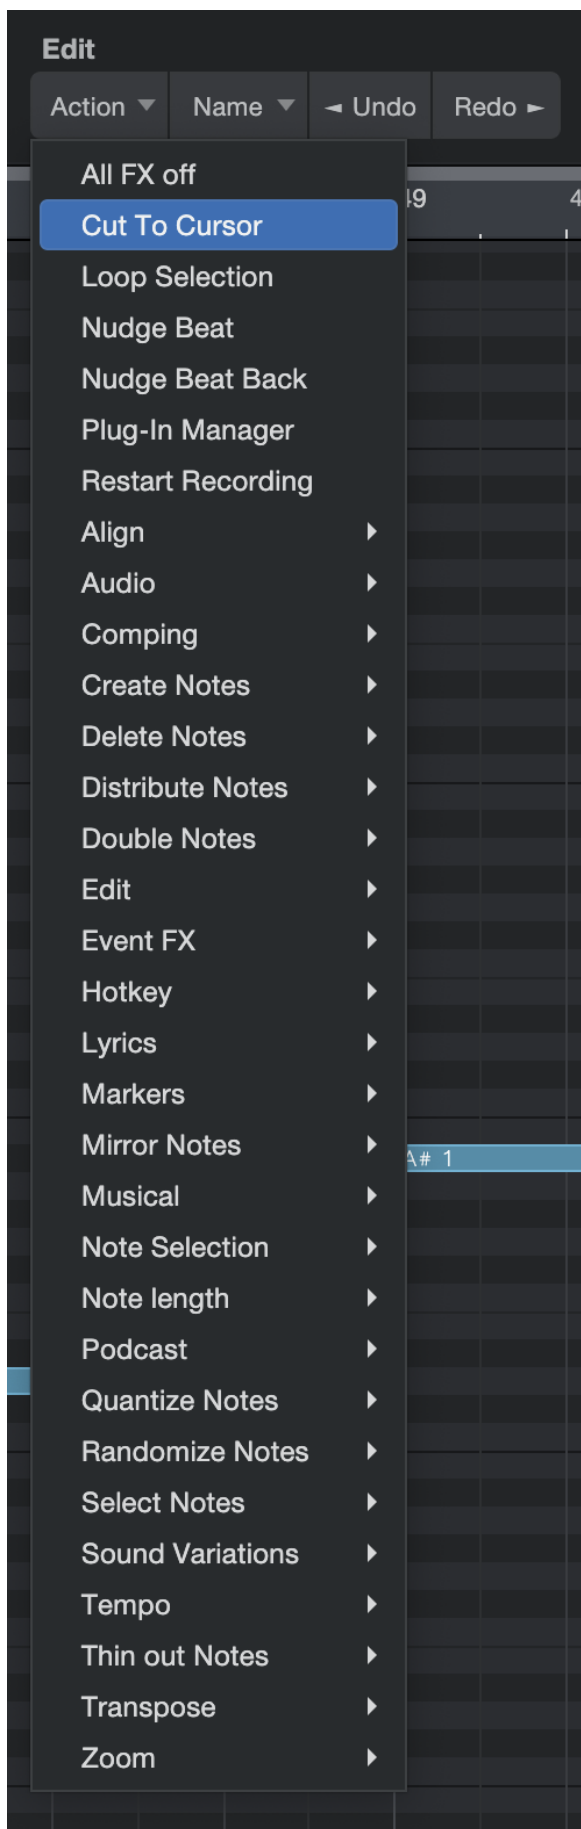 Edit
Action Name Undo Redo
All FX off
49 4
Cut To Cursor
Loop Selection
Nudge Beat
Nudge Beat Back
Plug-In Manager
Restart Recording
Align
Audio
Comping
Create Notes
Delete Notes
Distribute Notes
Double Notes
Edit
Event FX
Hotkey
Lyrics
Markers
Mirror Notes
A# 1
Musical
Note Selection
Note length
Podcast
Quantize Notes
Randomize Notes
Select Notes
Sound Variations
Tempo
Thin out Notes
Transpose
Zoom